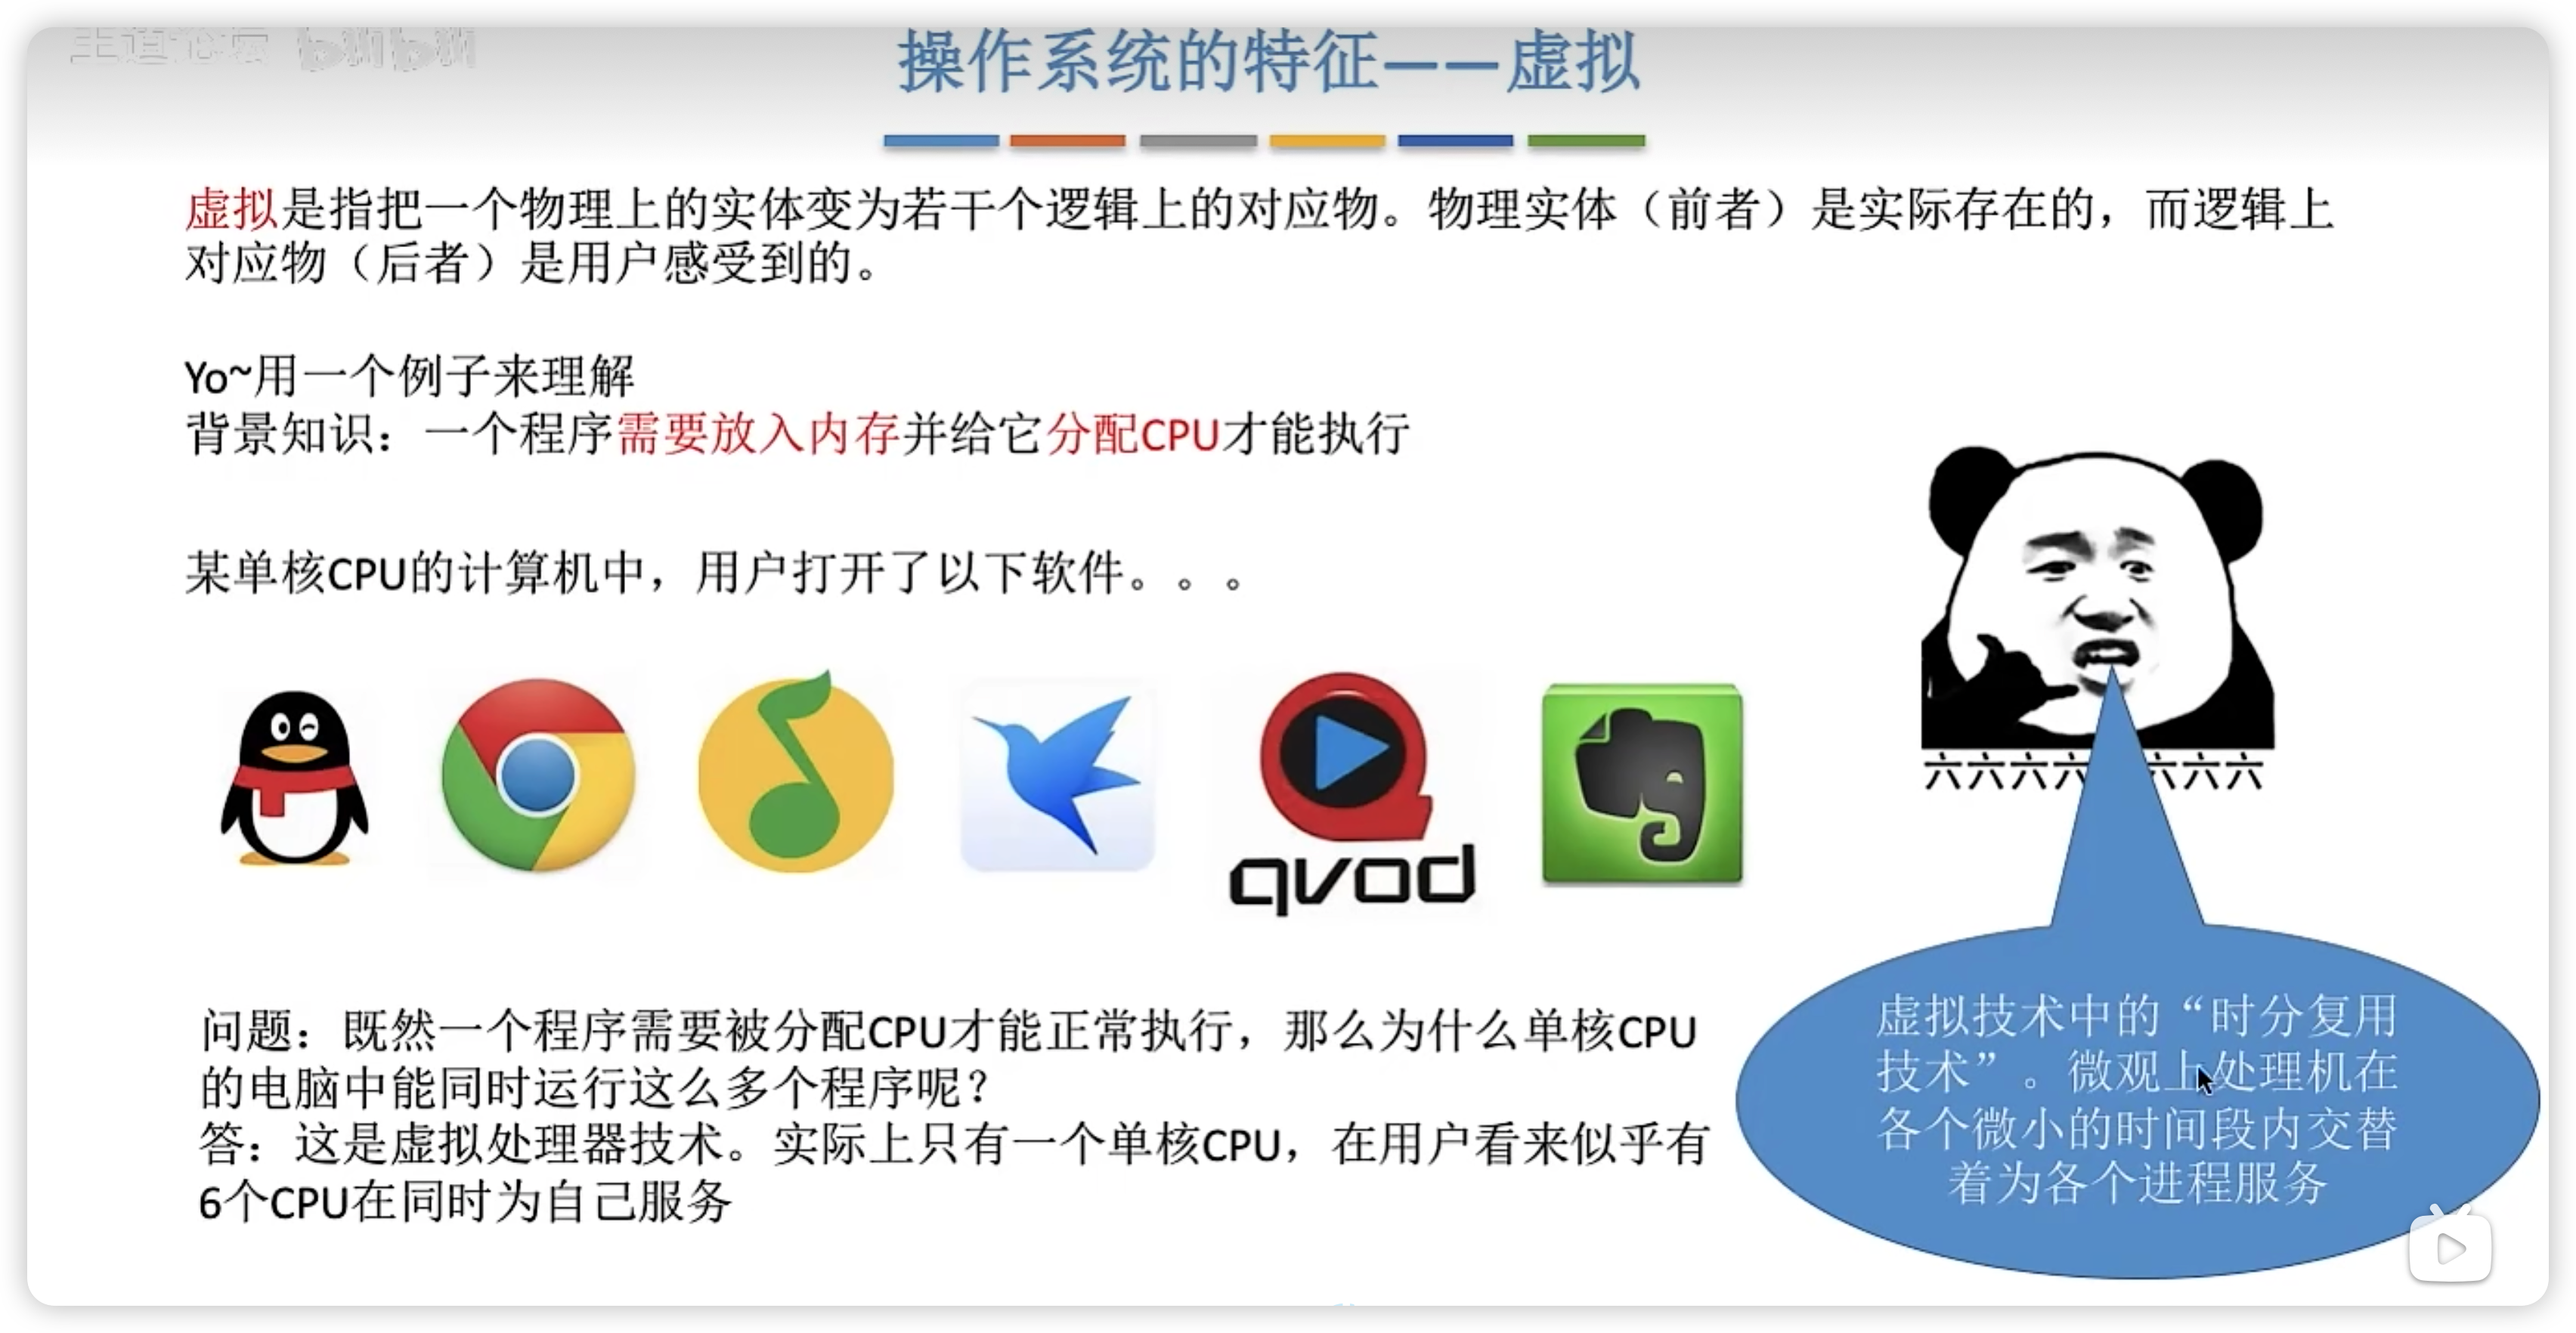 王道论坛 bilibili
操作系统的特征——虚拟
虚拟是指把一个物理上的实体变为若干个逻辑上的对应物。物理实体（前者）是实际存在的，而逻辑上
对应物（后者）是用户感受到的。
Yo~用一个例子来理解
背景知识：一个程序需要放入内存并给它分配CPU才能执行
某单核CPU的计算机中，用户打开了以下软件。。。
qvod
六六六六 六六六
问题：既然一个程序需要被分配CPU才能正常执行，那么为什么单核CPU
的电脑中能同时运行这么多个程序呢？
答：这是虚拟处理器技术。实际上只有一个单核CPU，在用户看来似乎有
6个CPU在同时为自己服务
虚拟技术中的“时分复用
技术”。微观上处理机在
各个微小的时间段内交替
着为各个进程服务